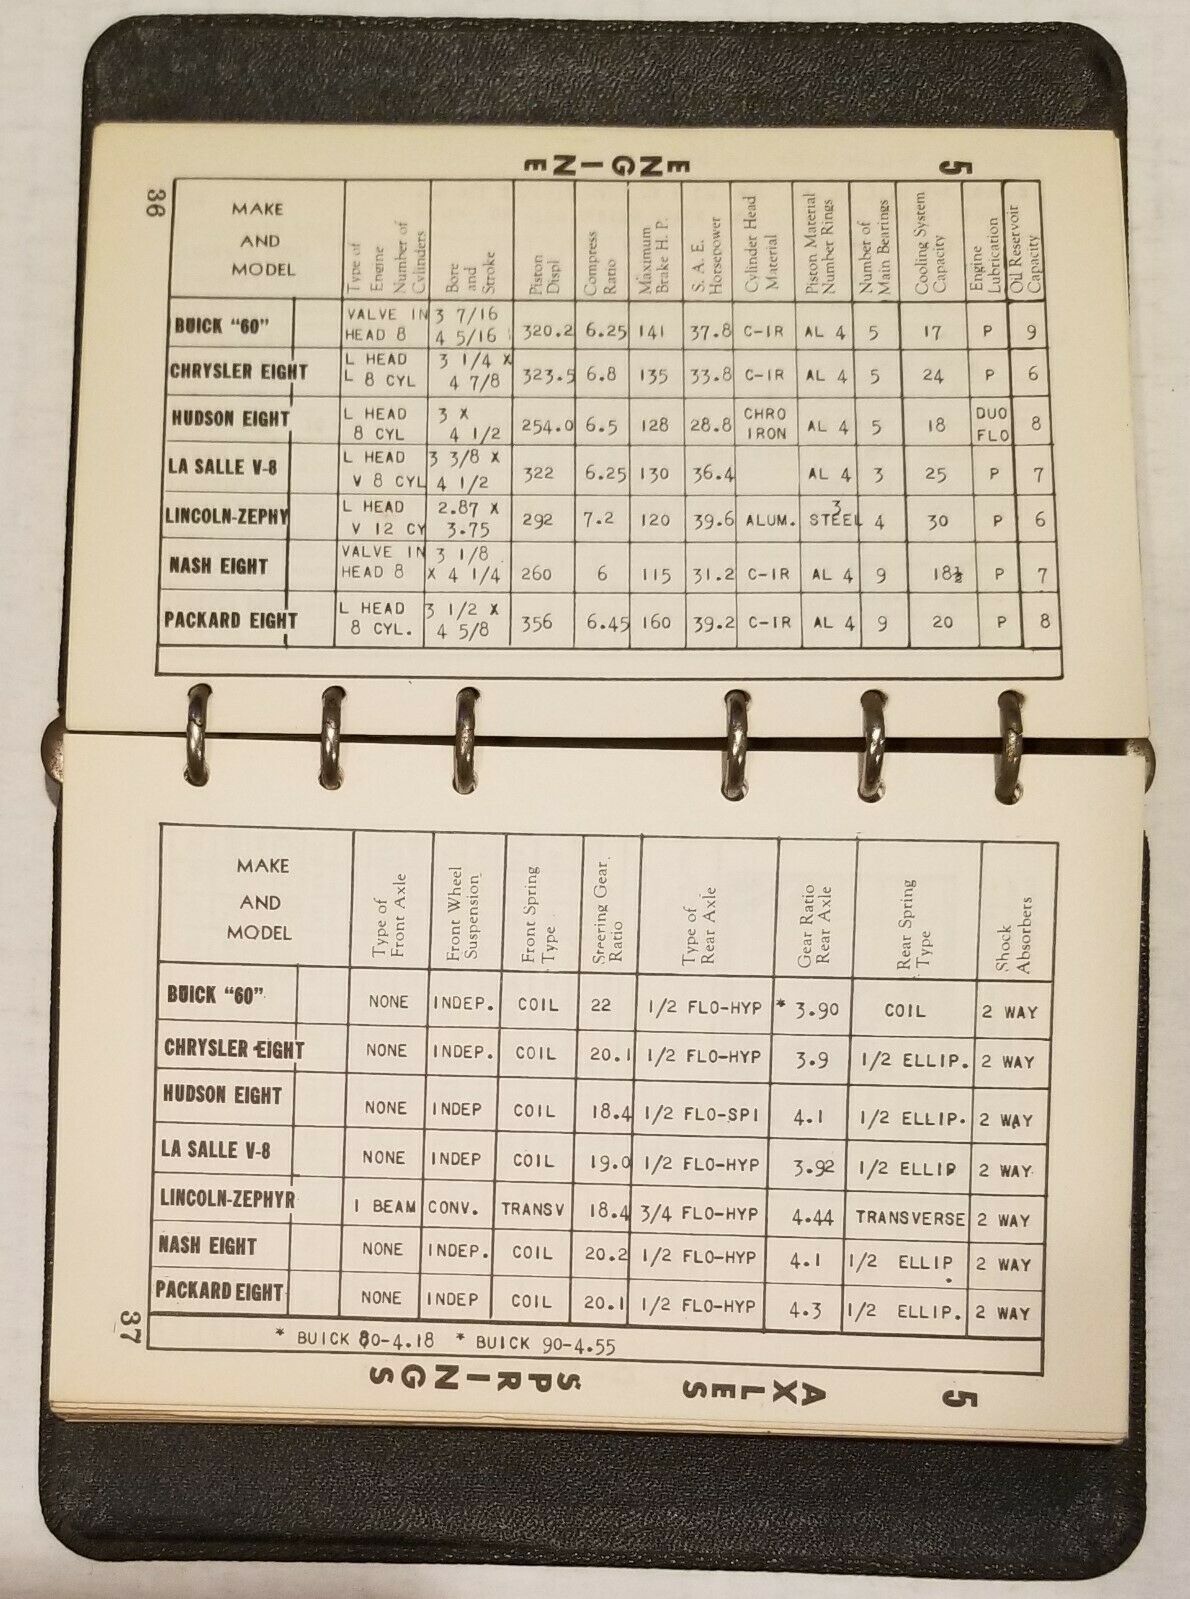 ENGINE 5
36
MAKE AND MODEL | Type of Engine Number of Cylinders | Bore and Stroke | Piston Displ | Compress Ratio | Maximum Brake H. P. | S. A. E. Horsepower | Cylinder Head Material | Piston Material Number Rings | Number of Main Bearings | Cooling System Capacity | Engine Lubrication | Oil Reservoir Capacity
BUICK "60" | VALVE IN HEAD 8 | 3 7/16 4 5/16 | 320.2 | 6.25 | 141 | 37.8 | C-IR | AL 4 | 5 | 17 | P | 9
CHRYSLER EIGHT | L HEAD L 8 CYL | 3 1/4 X 4 7/8 | 323.5 | 6.8 | 135 | 33.8 | C-IR | AL 4 | 5 | 24 | P | 6
HUDSON EIGHT | L HEAD 8 CYL | 3 X 4 1/2 | 254.0 | 6.5 | 128 | 28.8 | CHRO IRON | AL 4 | 5 | 18 | DUO FLO | 8
LA SALLE V-8 | L HEAD V 8 CYL | 3 3/8 X 4 1/2 | 322 | 6.25 | 130 | 36.4 | | AL 4 | 3 | 25 | P | 7
LINCOLN-ZEPHY | L HEAD V 12 CY | 2.87 X 3.75 | 292 | 7.2 | 120 | 39.6 | ALUM. | 3 STEEL | 4 | 30 | P | 6
NASH EIGHT | VALVE IN HEAD 8 | 3 1/8 X 4 1/4 | 260 | 6 | 115 | 31.2 | C-IR | AL 4 | 9 | 18½ | P | 7
PACKARD EIGHT | L HEAD 8 CYL. | 3 1/2 X 4 5/8 | 356 | 6.45 | 160 | 39.2 | C-IR | AL 4 | 9 | 20 | P | 8
MAKE AND MODEL | Type of Front Axle | Front Wheel Suspension | Front Spring Type | Steering Gear Ratio | Type of Rear Axle | Gear Ratio Rear Axle | Rear Spring Type | Shock Absorbers
BUICK "60" | NONE | INDEP. | COIL | 22 | 1/2 FLO-HYP | * 3.90 | COIL | 2 WAY
CHRYSLER EIGHT | NONE | INDEP. | COIL | 20.1 | 1/2 FLO-HYP | 3.9 | 1/2 ELLIP. | 2 WAY
HUDSON EIGHT | NONE | INDEP | COIL | 18.4 | 1/2 FLO-SPI | 4.1 | 1/2 ELLIP. | 2 WAY
LA SALLE V-8 | NONE | INDEP | COIL | 19.0 | 1/2 FLO-HYP | 3.92 | 1/2 ELLIP | 2 WAY
LINCOLN-ZEPHYR | I BEAM | CONV. | TRANSV | 18.4 | 3/4 FLO-HYP | 4.44 | TRANSVERSE | 2 WAY
NASH EIGHT | NONE | INDEP. | COIL | 20.2 | 1/2 FLO-HYP | 4.1 | 1/2 ELLIP. | 2 WAY
PACKARD EIGHT | NONE | INDEP | COIL | 20.1 | 1/2 FLO-HYP | 4.3 | 1/2 ELLIP. | 2 WAY
* BUICK 80-4.18 * BUICK 90-4.55
37
5 AXLES SPRINGS